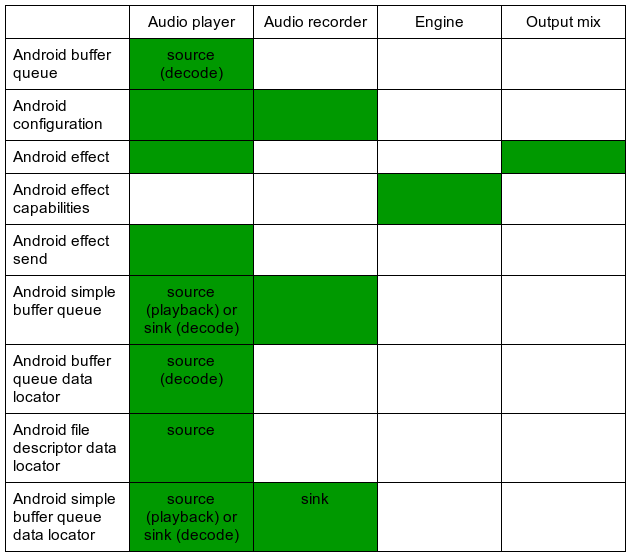 Audio player Audio recorder Engine Output mix
Android buffer queue source (decode)
Android configuration
Android effect
Android effect capabilities
Android effect send
Android simple buffer queue source (playback) or sink (decode)
Android buffer queue data locator source (decode)
Android file descriptor data locator source
Android simple buffer queue data locator source (playback) or sink (decode) sink